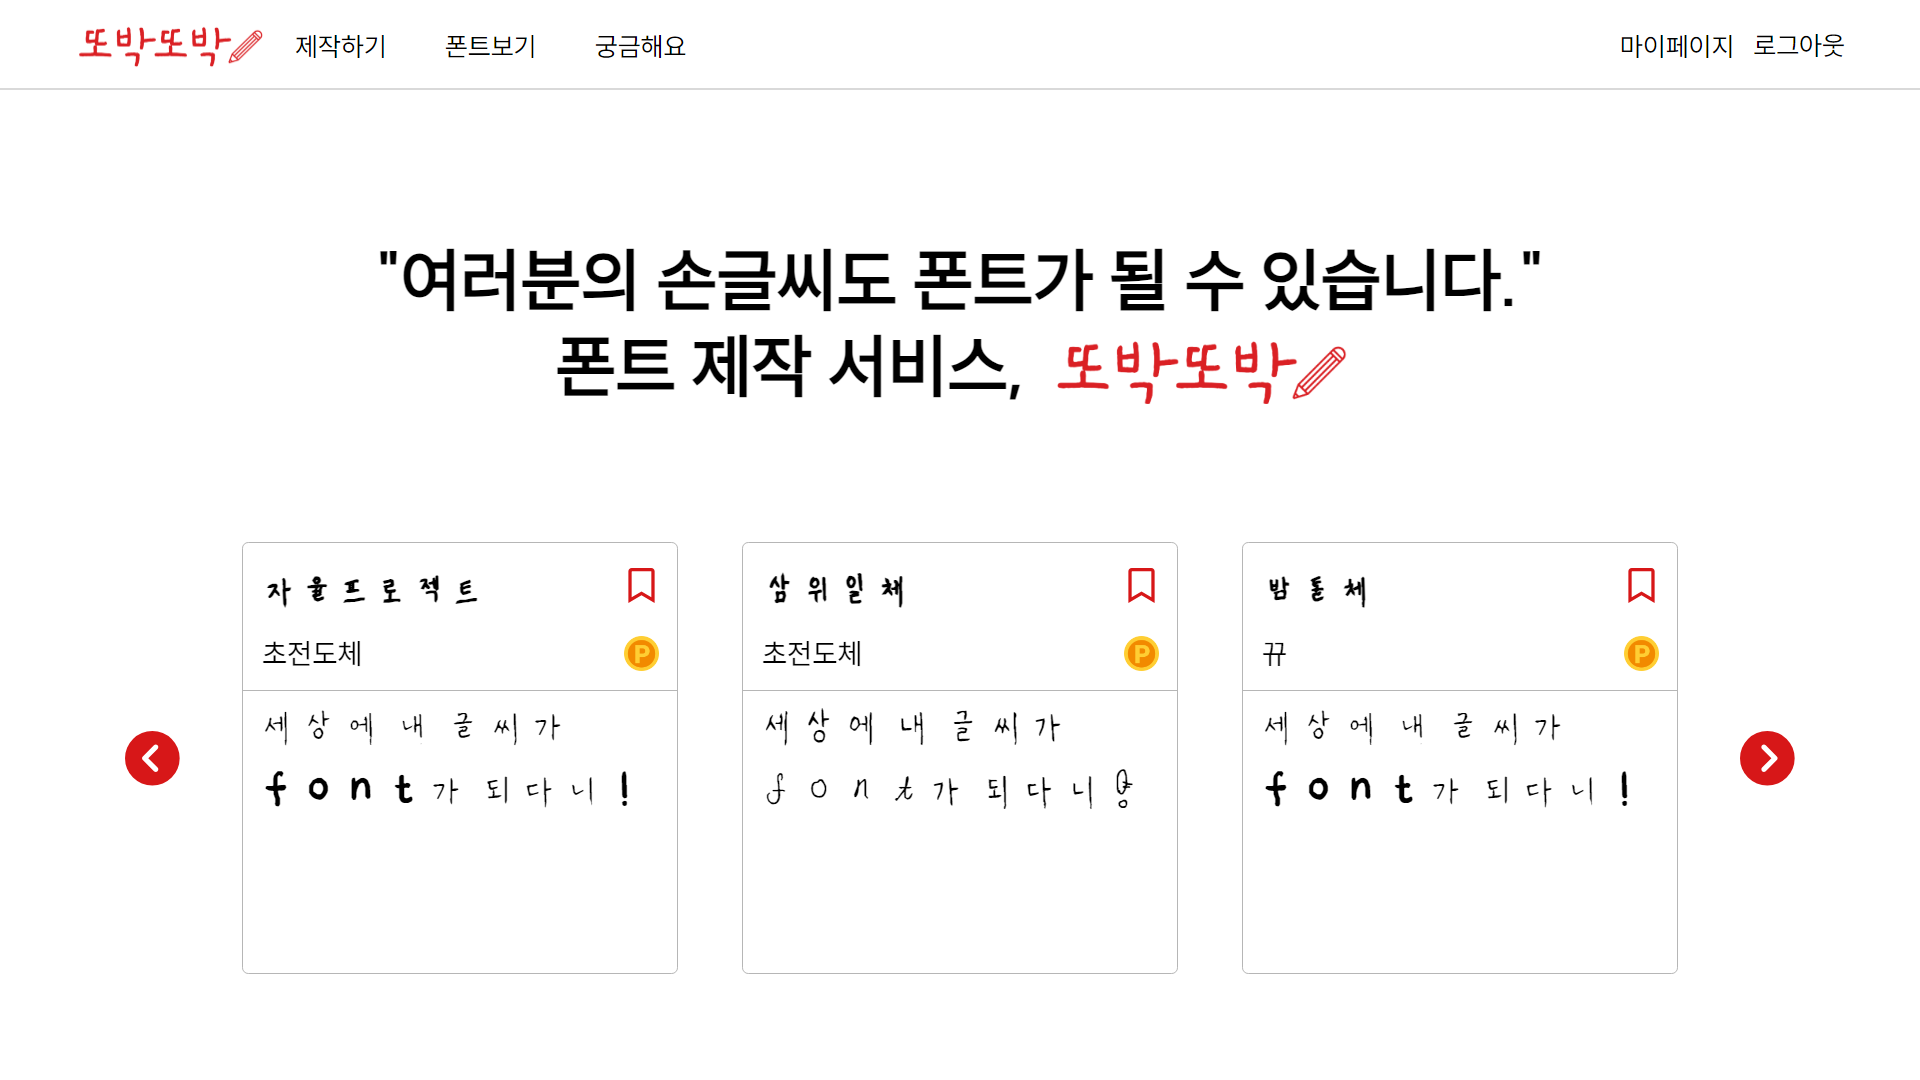 또박또박 제작하기 폰트보기 궁금해요 마이페이지 로그아웃
"여러분의 손글씨도 폰트가 될 수 있습니다."
폰트 제작 서비스, 또박또박
자율프로젝트
초전도체
P
세상에 내 글씨가
font가 되다니!
삼위일체
초전도체
P
세상에 내 글씨가
font가 되다니
밤톨체
뀨
P
세상에 내 글씨가
font가 되다니!